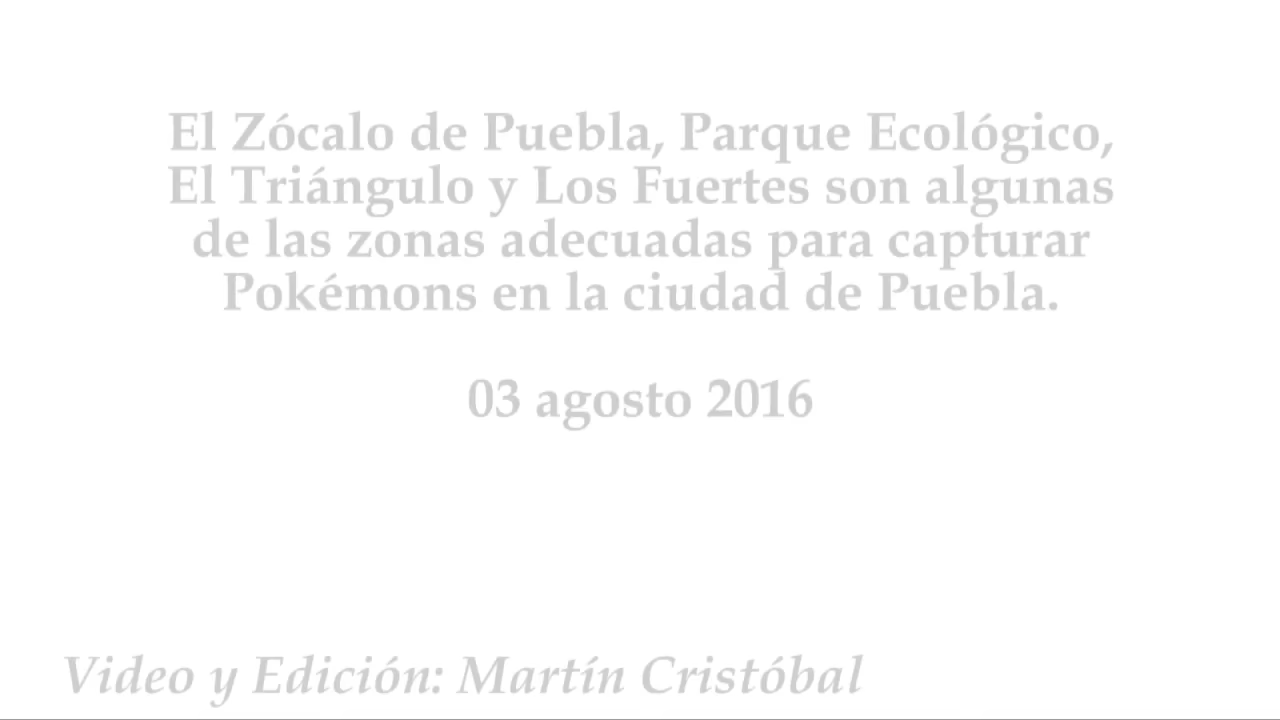 El Zócalo de Puebla, Parque Ecológico,
El Triángulo y Los Fuertes son algunas
de las zonas adecuadas para capturar
Pokémons en la ciudad de Puebla.
03 agosto 2016
Video y Edición: Martín Cristóbal